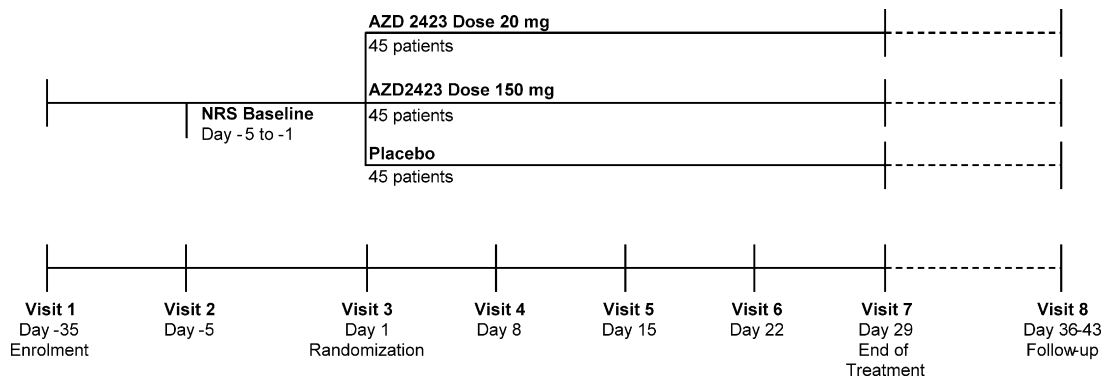 AZD 2423 Dose 20 mg
45 patients
AZD2423 Dose 150 mg
45 patients
NRS Baseline
Day -5 to -1
Placebo
45 patients
Visit 1
Day -35
Enrolment
Visit 2
Day -5
Visit 3
Day 1
Randomization
Visit 4
Day 8
Visit 5
Day 15
Visit 6
Day 22
Visit 7
Day 29
End of
Treatment
Visit 8
Day 36-43
Follow-up